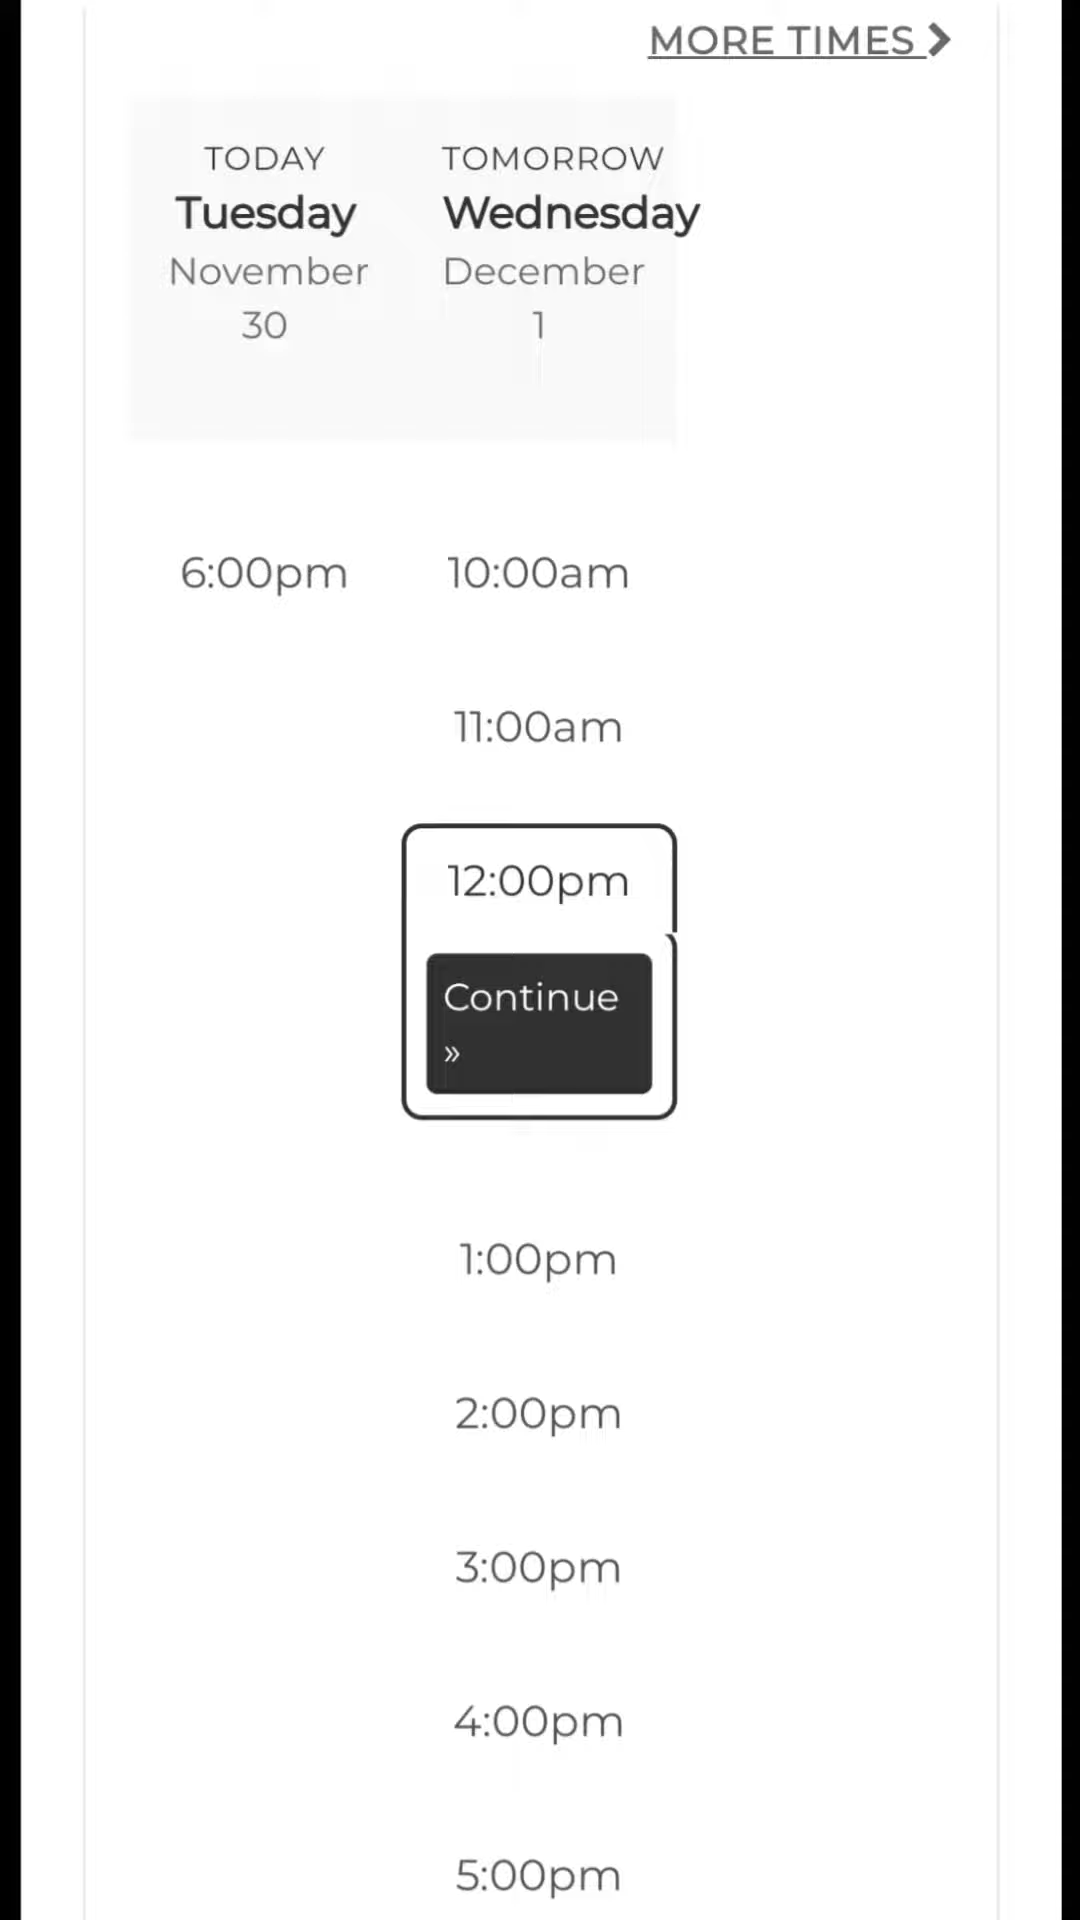 MORE TIMES
TODAY
Tuesday
November
30
TOMORROW
Wednesday
December
1
6:00pm
10:00am
11:00am
12:00pm
Continue
»
1:00pm
2:00pm
3:00pm
4:00pm
5:00pm